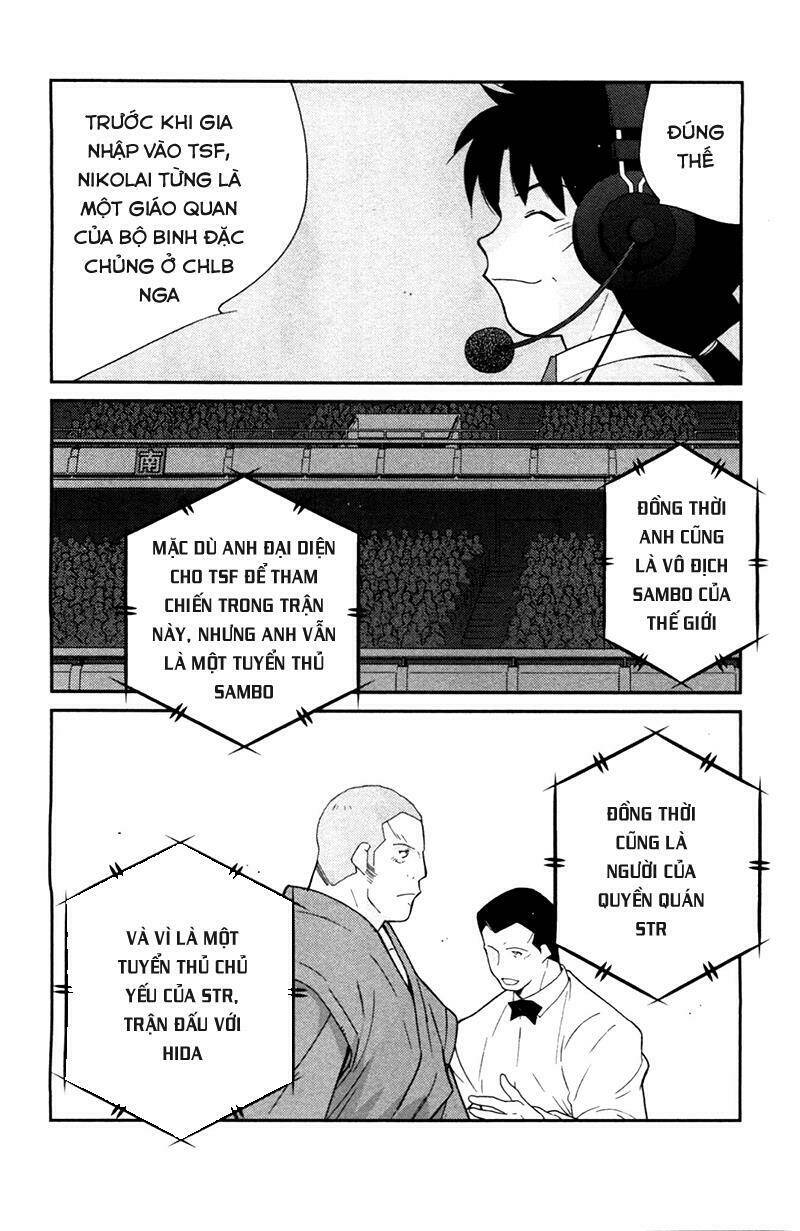 ĐÚNG
THẾ
TRƯỚC KHI GIA
NHẬP VÀO TSF,
NIKOLAI TỪNG LÀ
MỘT GIÁO QUAN
CỦA BỘ BINH ĐẶC
CHỦNG Ở CHLB
NGA
南
ĐỒNG THỜI
ANH CŨNG
LÀ VÔ ĐỊCH
SAMBO CỦA
THẾ GIỚI
MẶC DÙ ANH ĐẠI DIỆN
CHO TSF ĐỂ THAM
CHIẾN TRONG TRẬN
NÀY, NHƯNG ANH VẪN
LÀ MỘT TUYỂN THỦ
SAMBO
ĐỒNG THỜI
CŨNG LÀ
NGƯỜI CỦA
QUYỀN QUÁN
STR
VÀ VÌ LÀ MỘT
TUYỂN THỦ CHỦ
YẾU CỦA STR,
TRẬN ĐẤU VỚI
HIDA